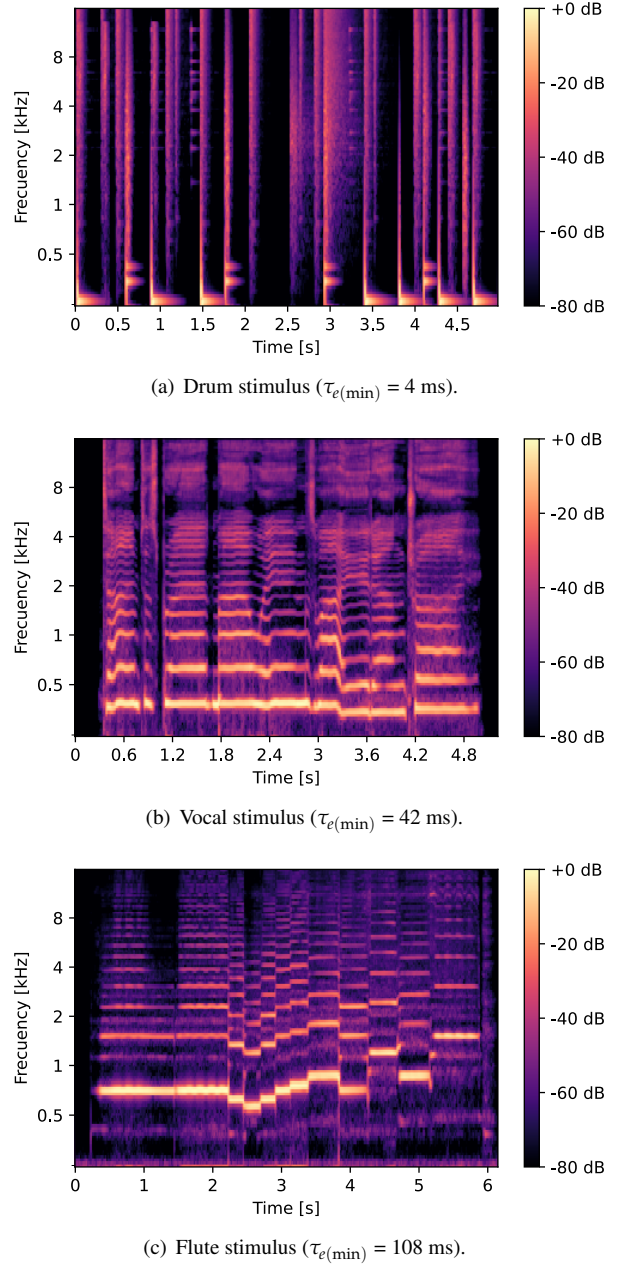 +0 dB
8
-20 dB
4
2
-40 dB
1
-60 dB
0.5
-80 dB
0 0.5 1 1.5 2 2.5 3 3.5 4 4.5
Frecuency [kHz]
Time [s]
(a) Drum stimulus (τe(min) = 4 ms).
+0 dB
8
-20 dB
4
2
-40 dB
1
-60 dB
0.5
-80 dB
0 0.6 1.2 1.8 2.4 3 3.6 4.2 4.8
Frecuency [kHz]
Time [s]
(b) Vocal stimulus (τe(min) = 42 ms).
+0 dB
8
-20 dB
4
2
-40 dB
1
-60 dB
0.5
-80 dB
0 1 2 3 4 5 6
Frecuency [kHz]
Time [s]
(c) Flute stimulus (τe(min) = 108 ms).